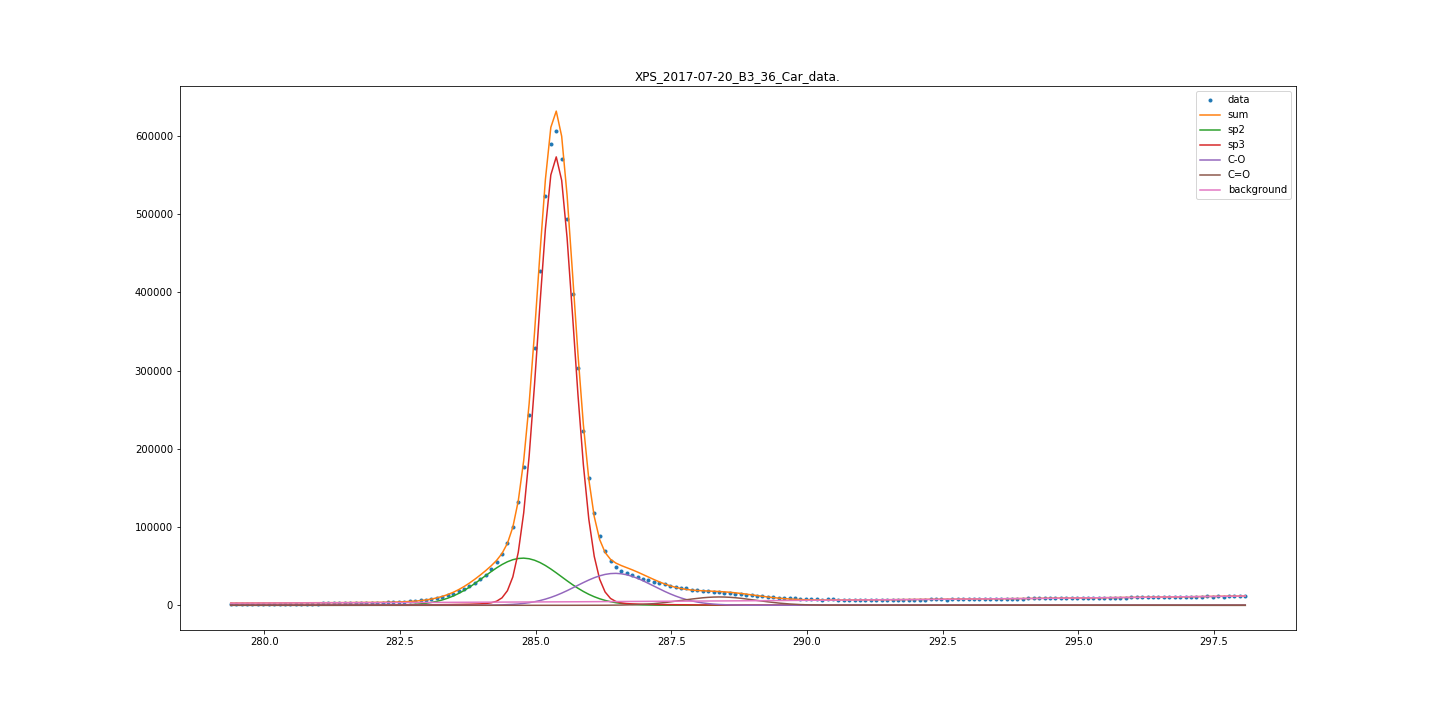 XPS_2017-07-20_B3_36_Car_data.
data
sum
sp2
sp3
C-O
C=O
background
600000
500000
400000
300000
200000
100000
0
280.0 282.5 285.0 287.5 290.0 292.5 295.0 297.5